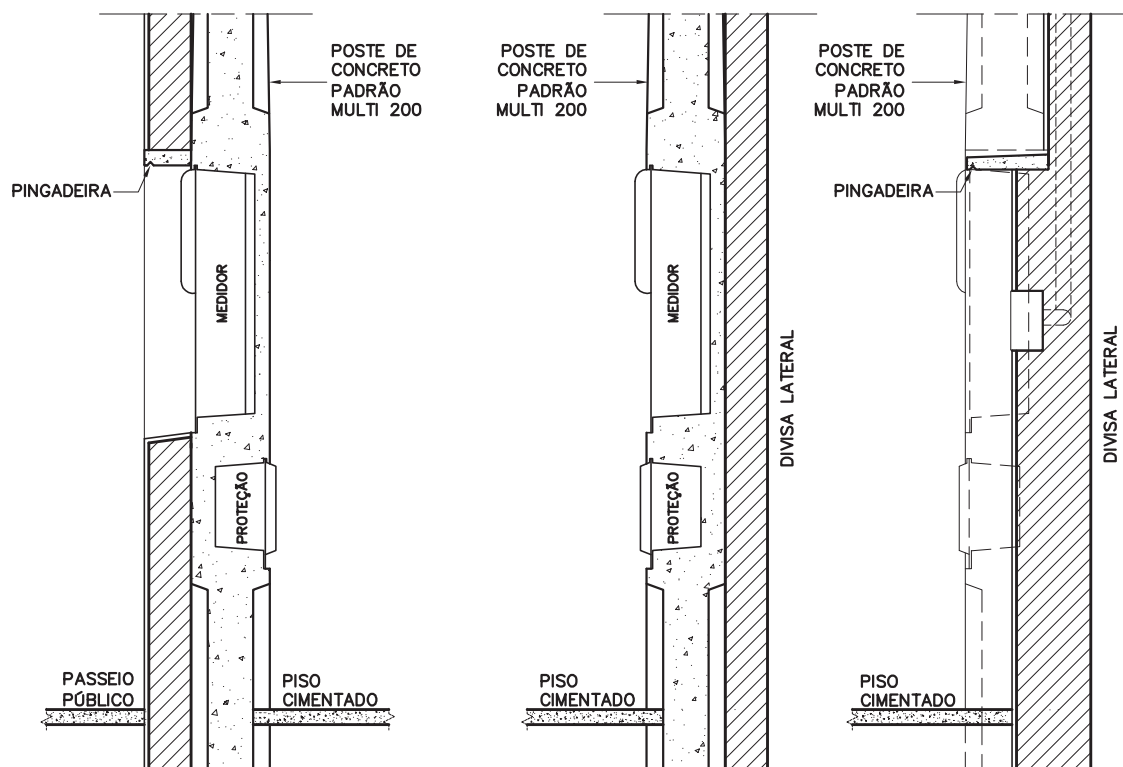 POSTE DE
CONCRETO
PADRÃO
MULTI 200
PINGADEIRA
MEDIDOR
PROTEÇÃO
PASSEIO
PÚBLICO
PISO
CIMENTADO
POSTE DE
CONCRETO
PADRÃO
MULTI 200
MEDIDOR
PROTEÇÃO
DIVISA LATERAL
PISO
CIMENTADO
POSTE DE
CONCRETO
PADRÃO
MULTI 200
PINGADEIRA
DIVISA LATERAL
PISO
CIMENTADO